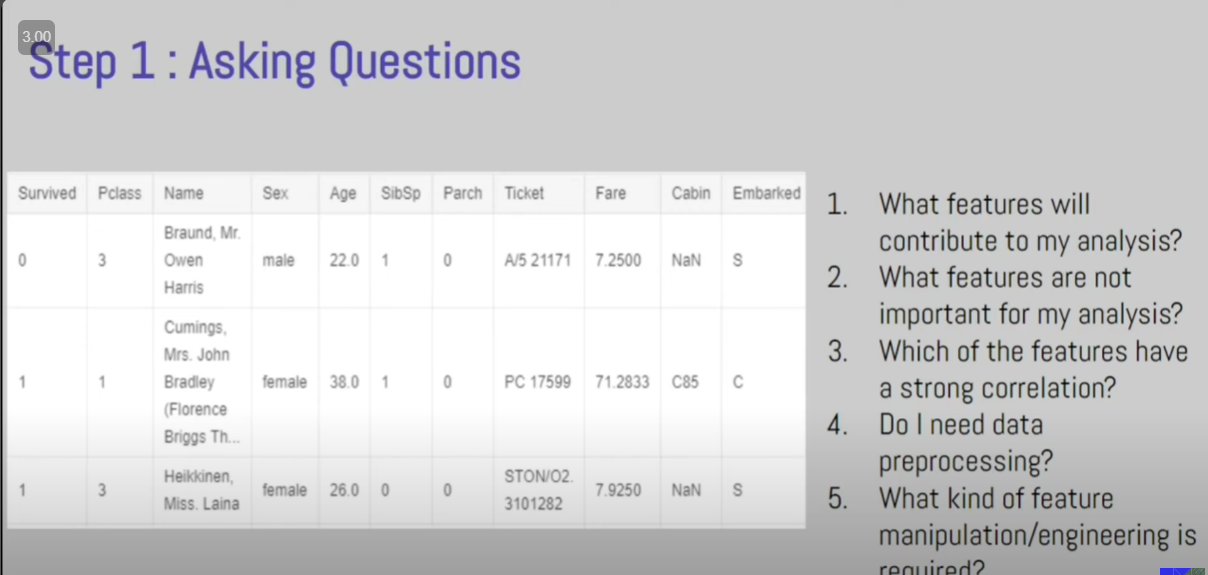 3.00
Step 1 : Asking Questions
Survived Pclass Name Sex Age SibSp Parch Ticket Fare Cabin Embarked
Braund, Mr.
0 3 Owen male 22.0 1 0 A/5 21171 7.2500 NaN S
Harris
Cumings,
Mrs. John
1 1 Bradley female 38.0 1 0 PC 17599 71.2833 C85 C
(Florence
Briggs Th...
Heikkinen, STON/O2.
1 3 female 26.0 0 0 7.9250 NaN S
Miss. Laina 3101282
1. What features will
contribute to my analysis?
2. What features are not
important for my analysis?
3. Which of the features have
a strong correlation?
4. Do I need data
preprocessing?
5. What kind of feature
manipulation/engineering is
required?